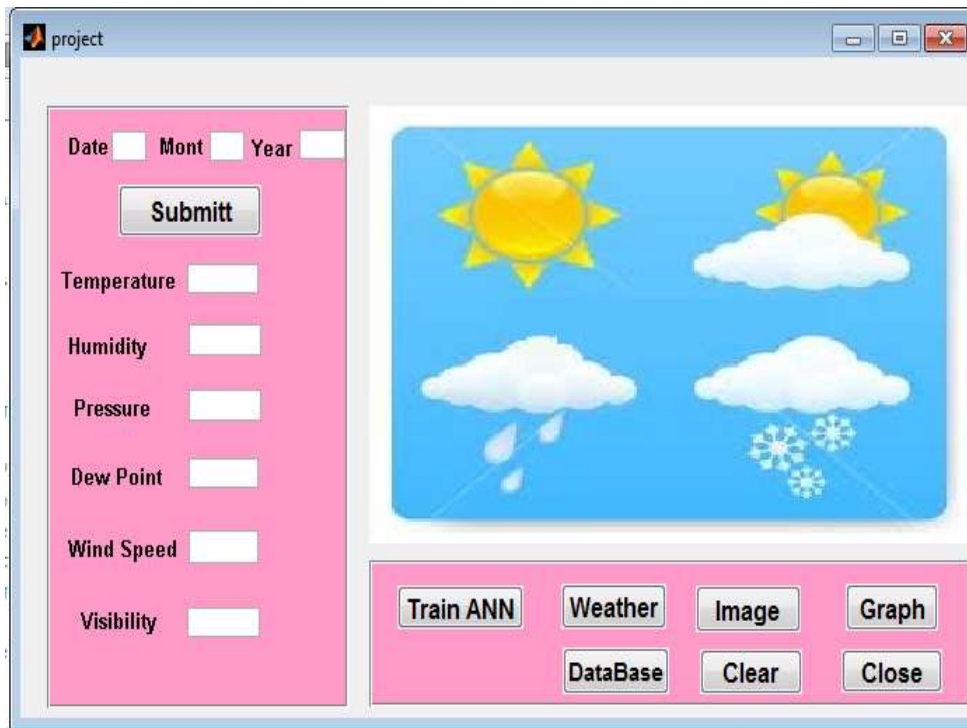 project
Date Mont Year
Submitt
Temperature
Humidity
Pressure
Dew Point
Wind Speed
Visibility
Train ANN Weather Image Graph
DataBase Clear Close